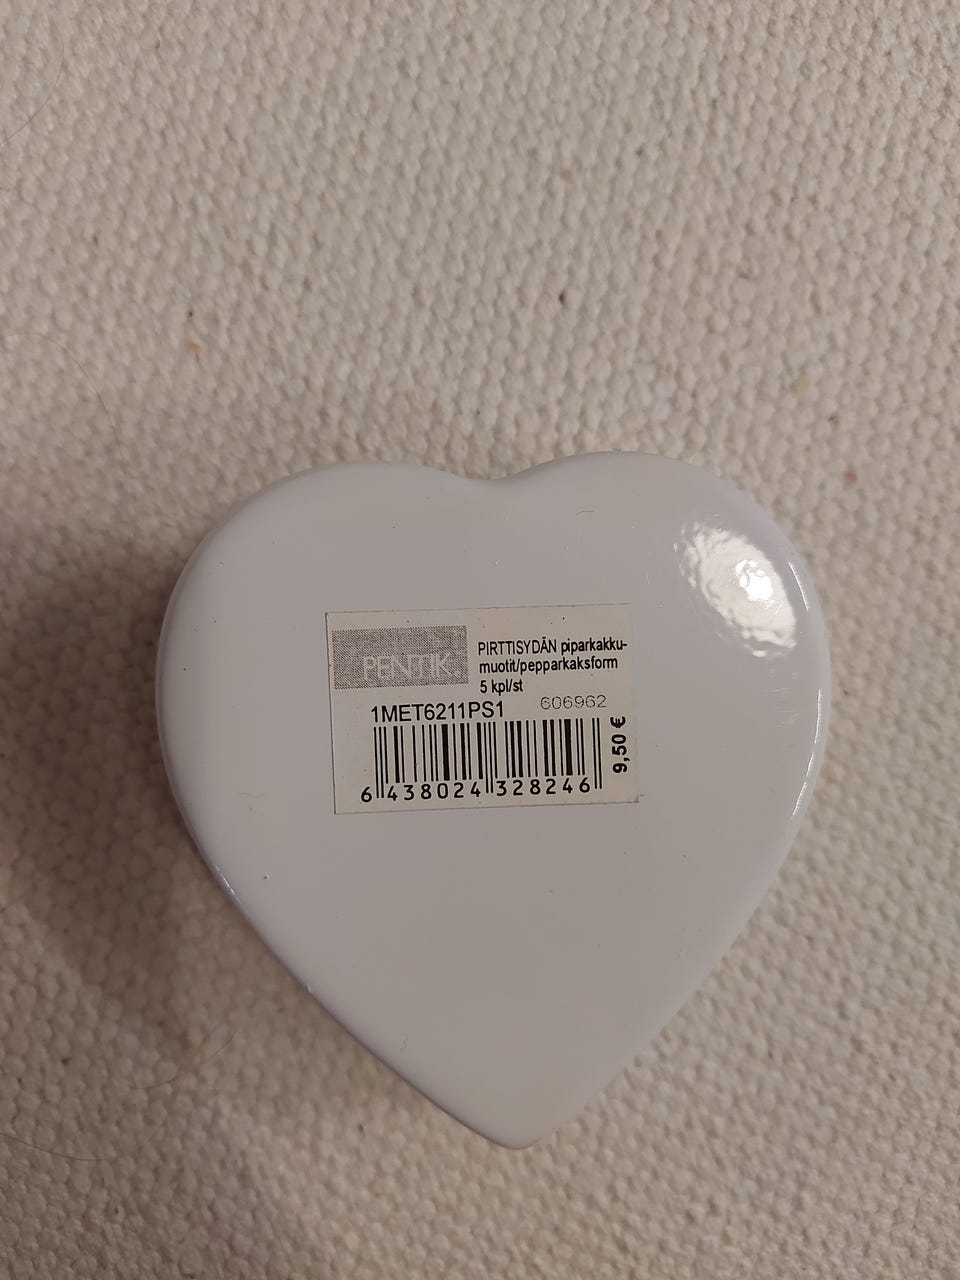 PENTIK.
PIRTTISYDÄN piparkakku-
muotit/pepparkaksform
5 kpl/st
1MET6211PS1 606962
9,50 €
6 438024 328246